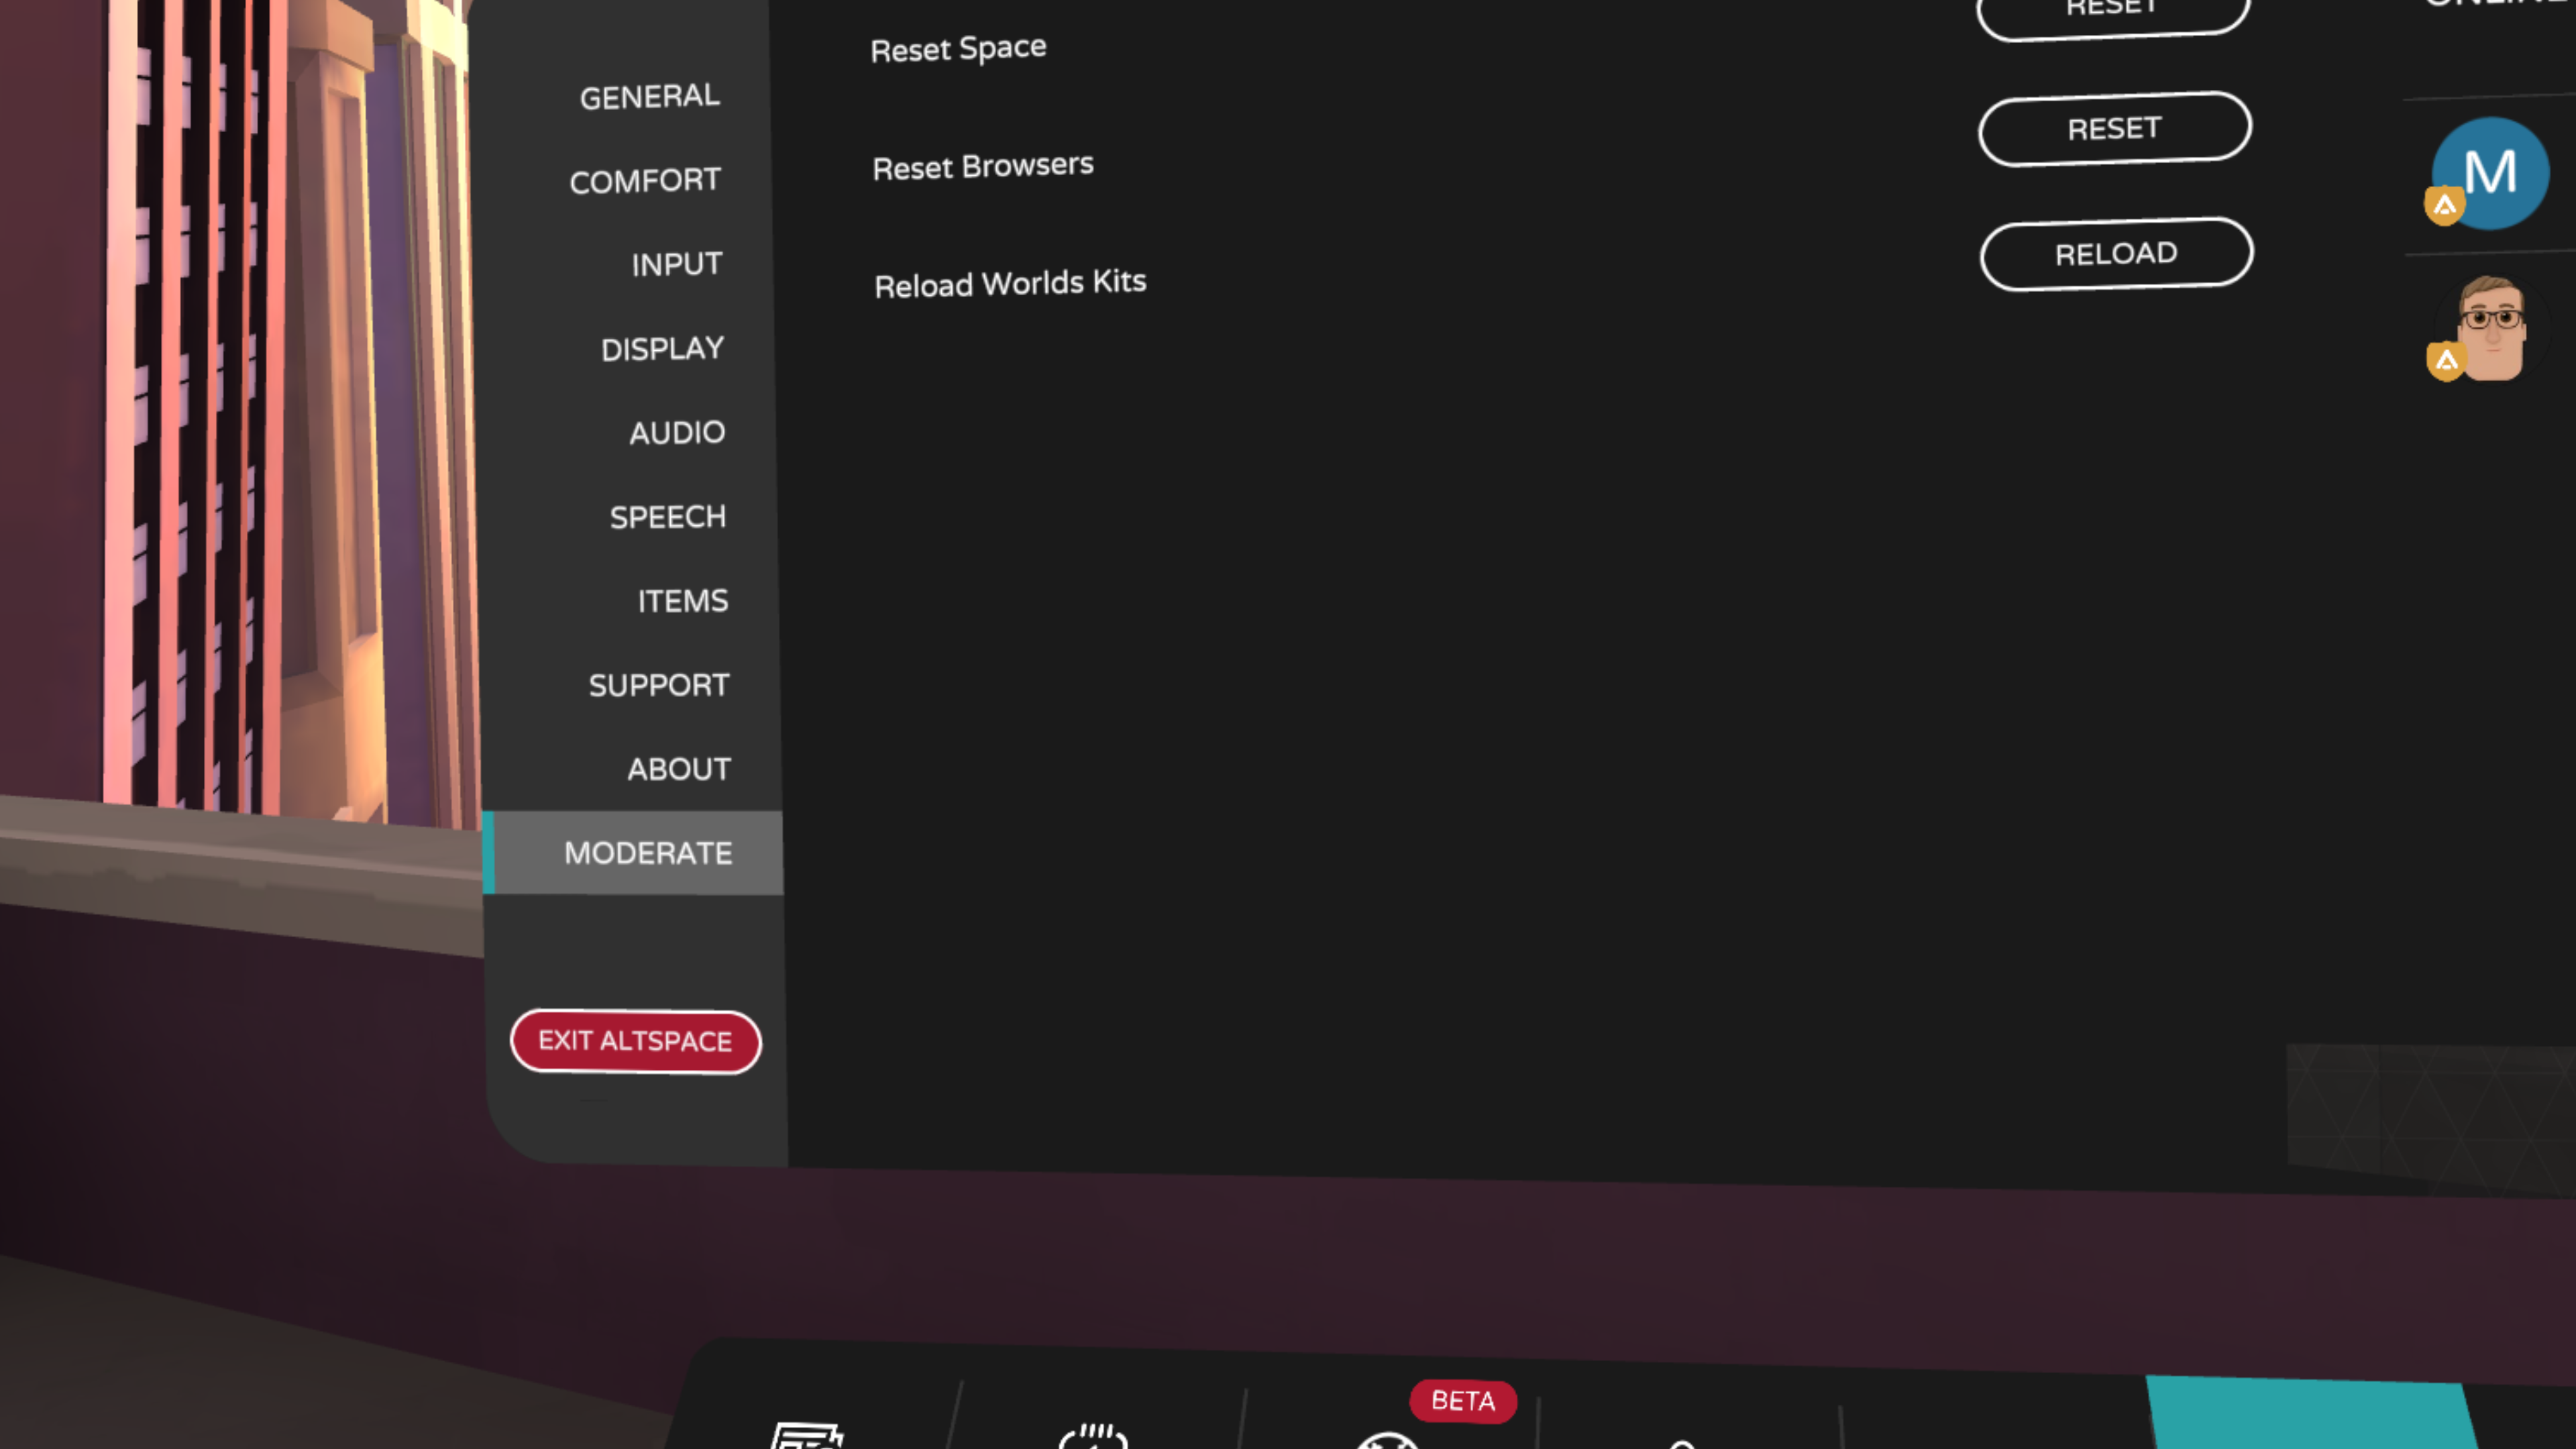 GENERAL
COMFORT
INPUT
DISPLAY
AUDIO
SPEECH
ITEMS
SUPPORT
ABOUT
MODERATE
EXIT ALTSPACE
Reset Space
RESET
Reset Browsers
RESET
Reload Worlds Kits
RELOAD
M
BETA